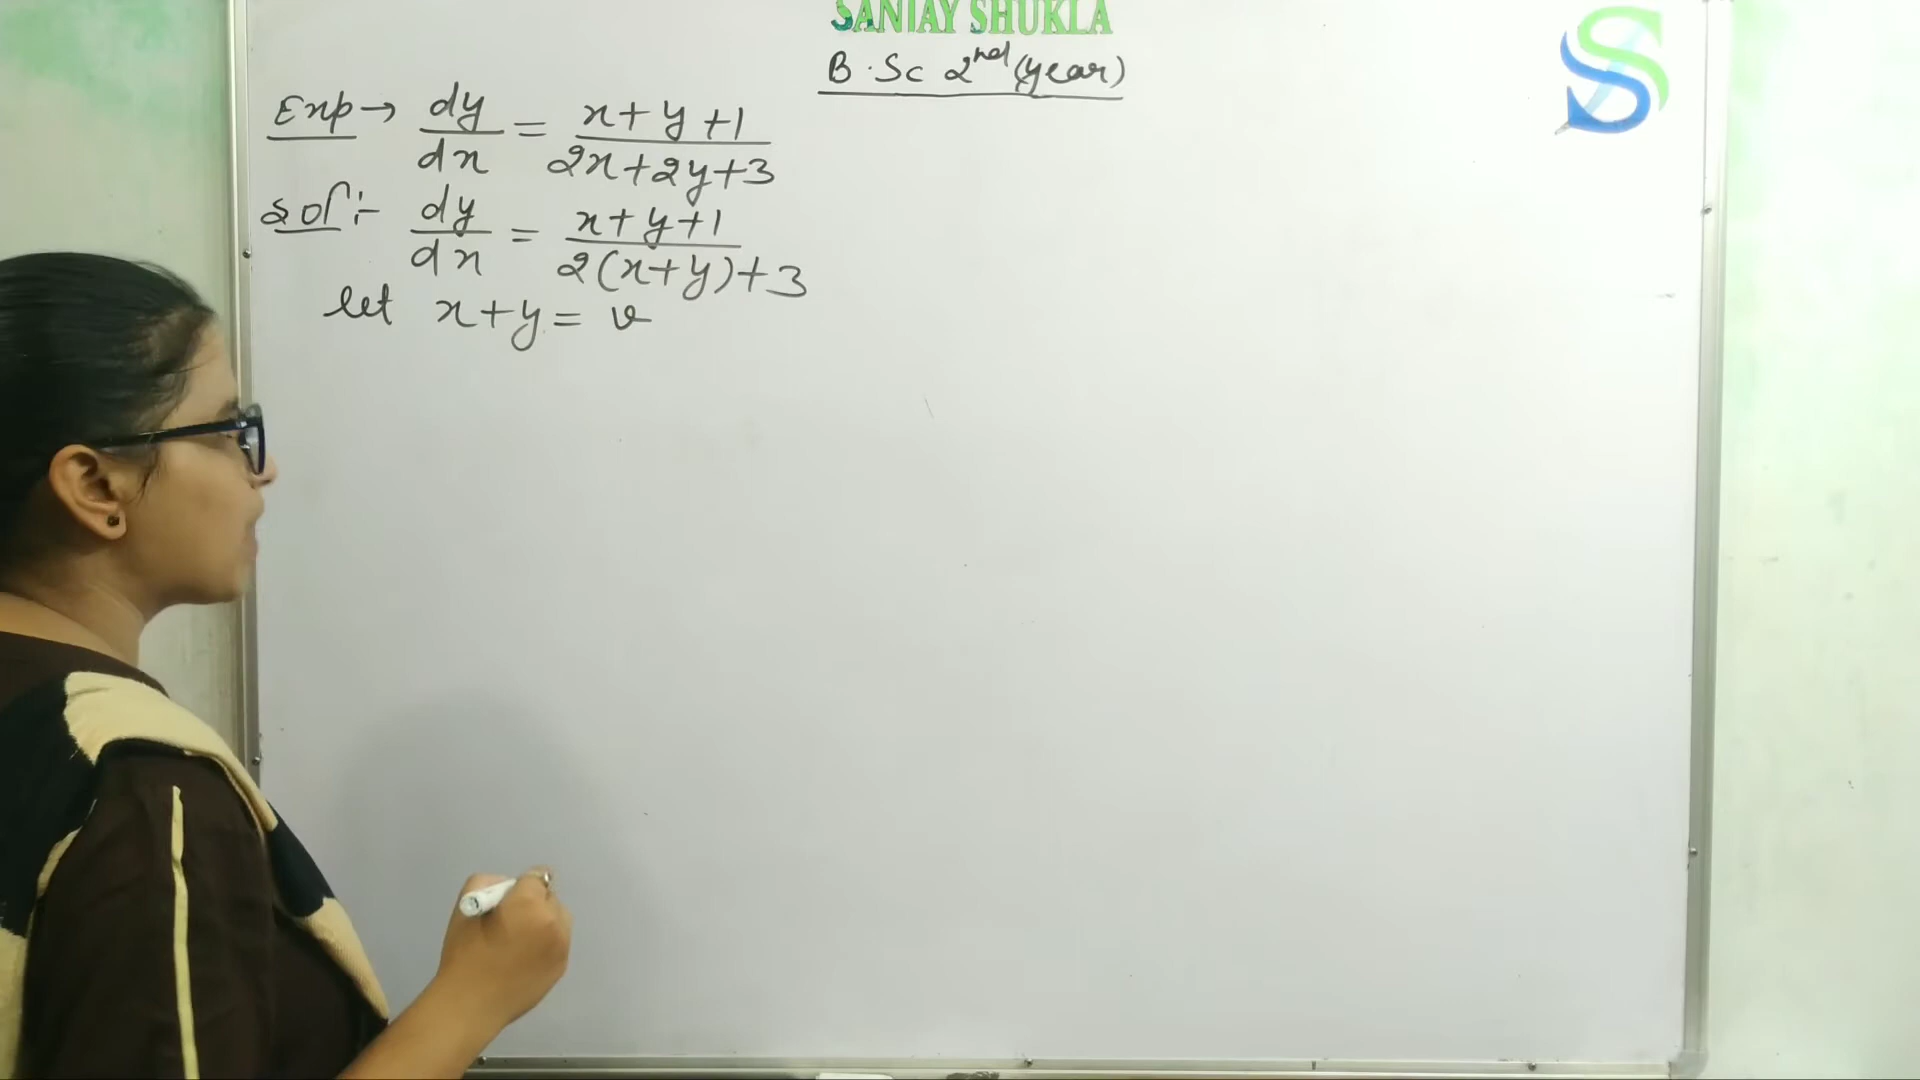 SANJAY SHUKLA
B.Sc 2nd (year)
Exp → dy/dx = x+y+1/2x+2y+3
sol:- dy/dx = x+y+1/2(x+y)+3
let x+y = v